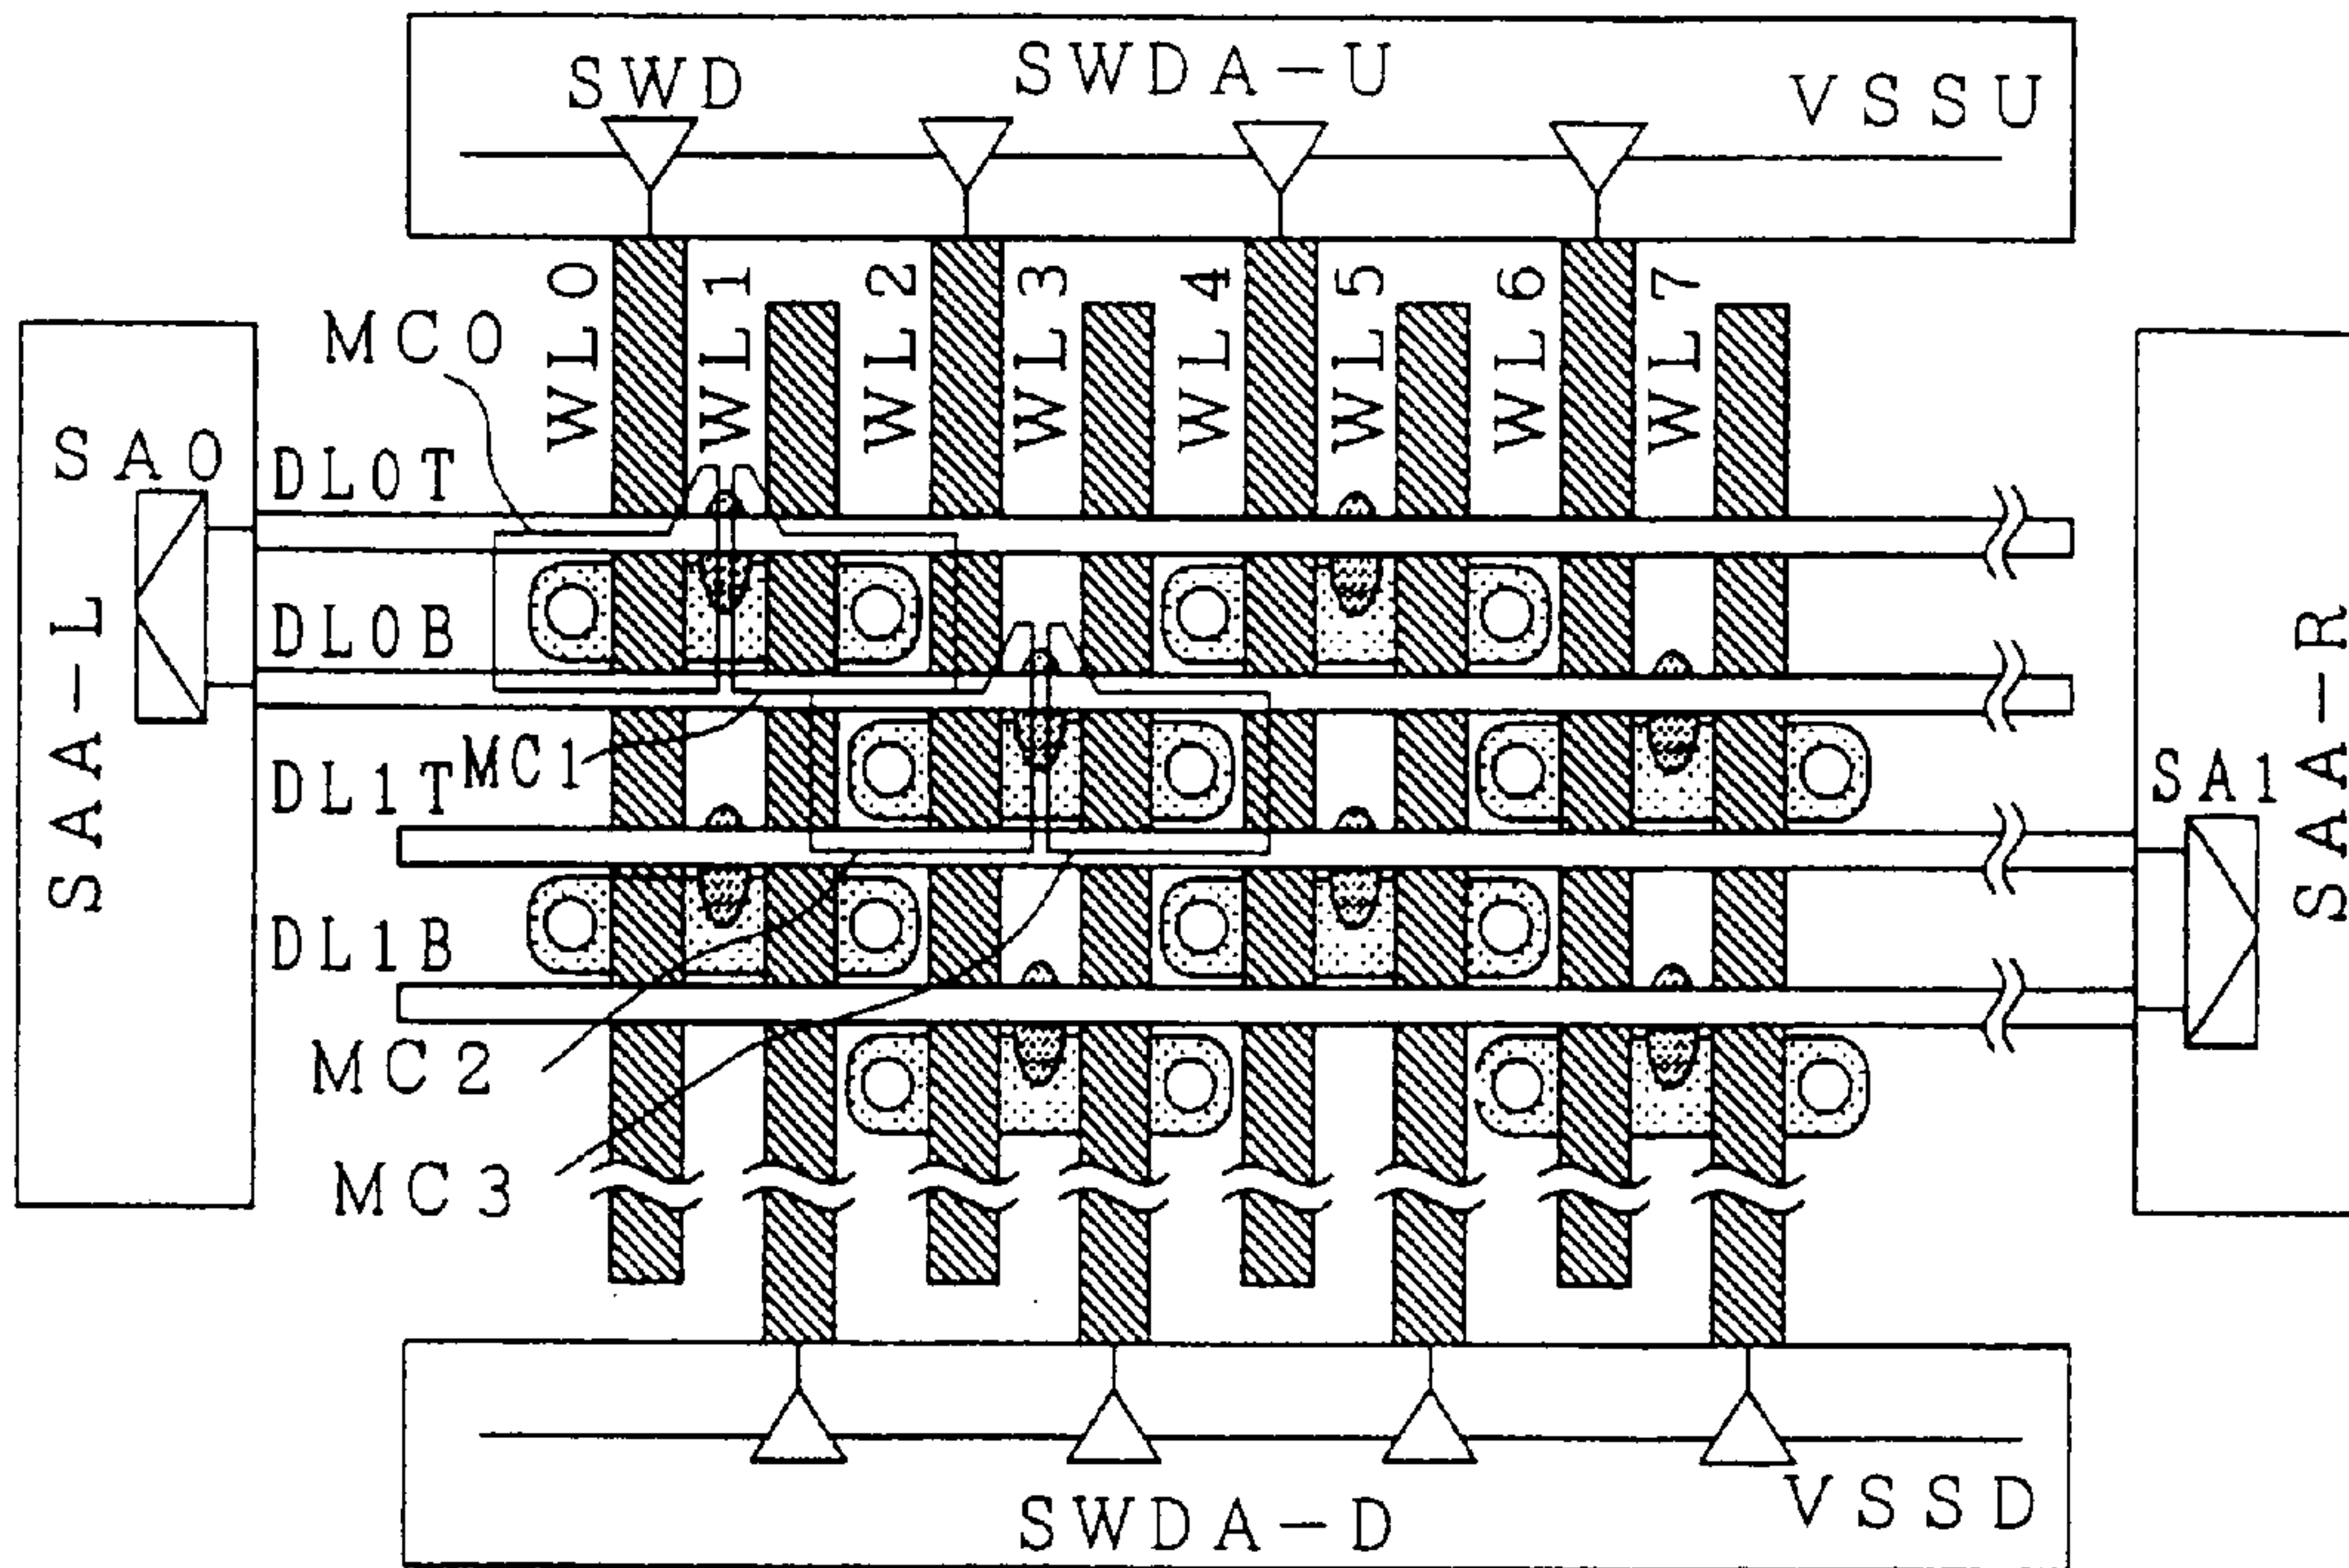 SWD
SWDA-U
VSSU
WL0
WL1
WL2
WL3
WL4
WL5
WL6
WL7
MC0
SA0
DL0T
DL0B
SAA-L
MC1
DL1T
DL1B
SA1
SAA-R
MC2
MC3
SWDA-D
VSSD